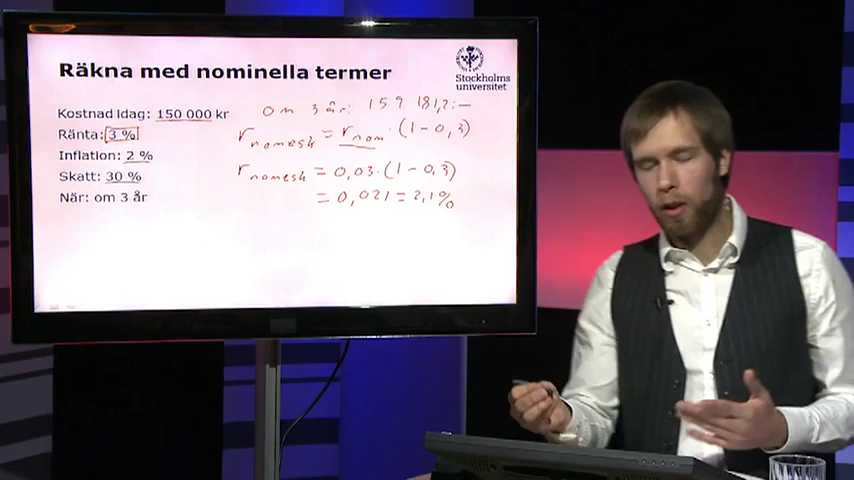 Räkna med nominella termer
Stockholms
universitet
Kostnad Idag: 150 000 kr
om 3 år: 159 181,2:-
Ränta: 3 %
r nomesk = r nom · (1 - 0,3)
Inflation: 2 %
r nomesk = 0,03 · (1 - 0,3)
Skatt: 30 %
= 0,021 = 2,1%
När: om 3 år